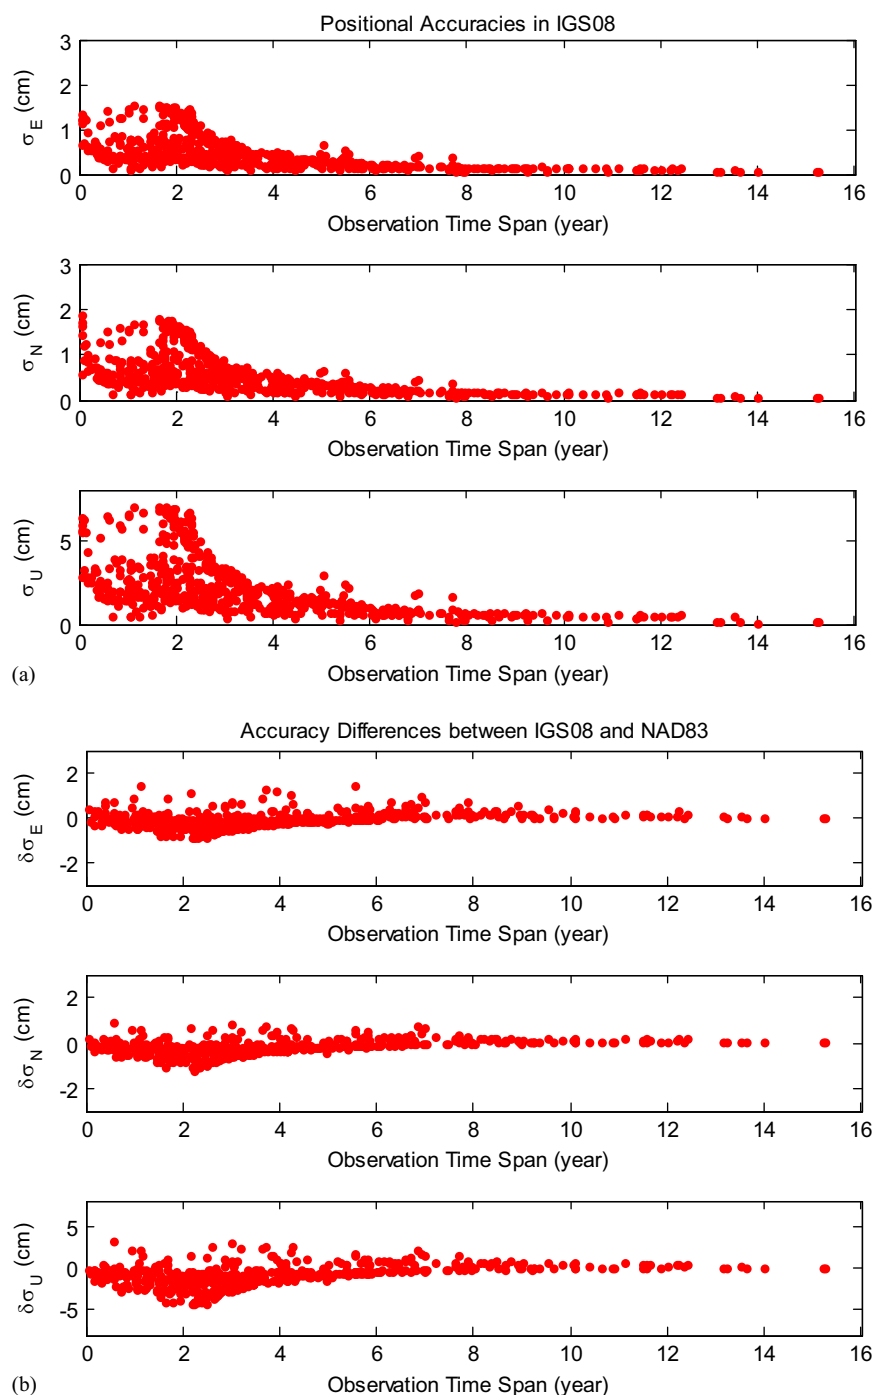 Positional Accuracies in IGS08
3
2
1
0
σE (cm)
0 2 4 6 8 10 12 14 16
Observation Time Span (year)
3
2
1
0
σN (cm)
0 2 4 6 8 10 12 14 16
Observation Time Span (year)
5
0
σU (cm)
0 2 4 6 8 10 12 14 16
Observation Time Span (year)
(a)
Accuracy Differences between IGS08 and NAD83
2
0
-2
δσE (cm)
0 2 4 6 8 10 12 14 16
Observation Time Span (year)
2
0
-2
δσN (cm)
0 2 4 6 8 10 12 14 16
Observation Time Span (year)
5
0
-5
δσU (cm)
0 2 4 6 8 10 12 14 16
Observation Time Span (year)
(b)